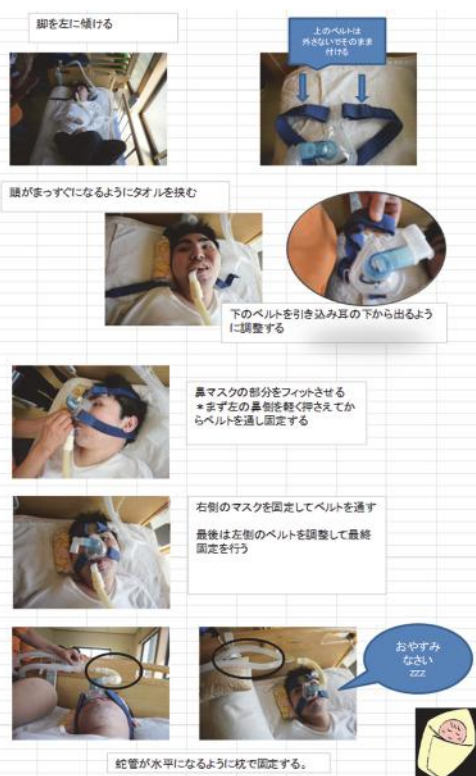 脚を左に傾ける
上のベルトは
外さないでそのまま
付ける
頭がまっすぐになるようにタオルを挟む
下のベルトを引き込み耳の下から出るよう
に調整する
鼻マスクの部分をフィットさせる
*まず左の鼻側を軽く押さえてか
らベルトを通し固定する
右側のマスクを固定してベルトを通す
最後は左側のベルトを調整して最終
固定を行う
おやすみ
なさい
zzz
蛇管が水平になるように枕で固定する。